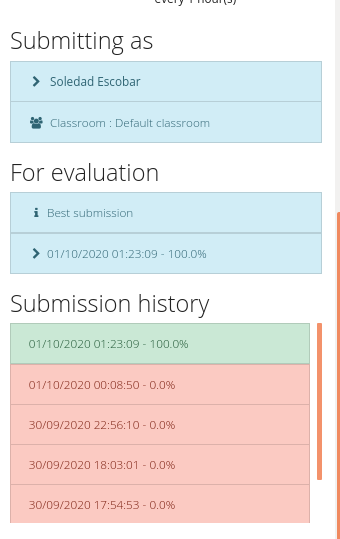 every 1 hour(s)
Submitting as
Soledad Escobar
Classroom : Default classroom
For evaluation
Best submission
01/10/2020 01:23:09 - 100.0%
Submission history
01/10/2020 01:23:09 - 100.0%
01/10/2020 00:08:50 - 0.0%
30/09/2020 22:56:10 - 0.0%
30/09/2020 18:03:01 - 0.0%
30/09/2020 17:54:53 - 0.0%